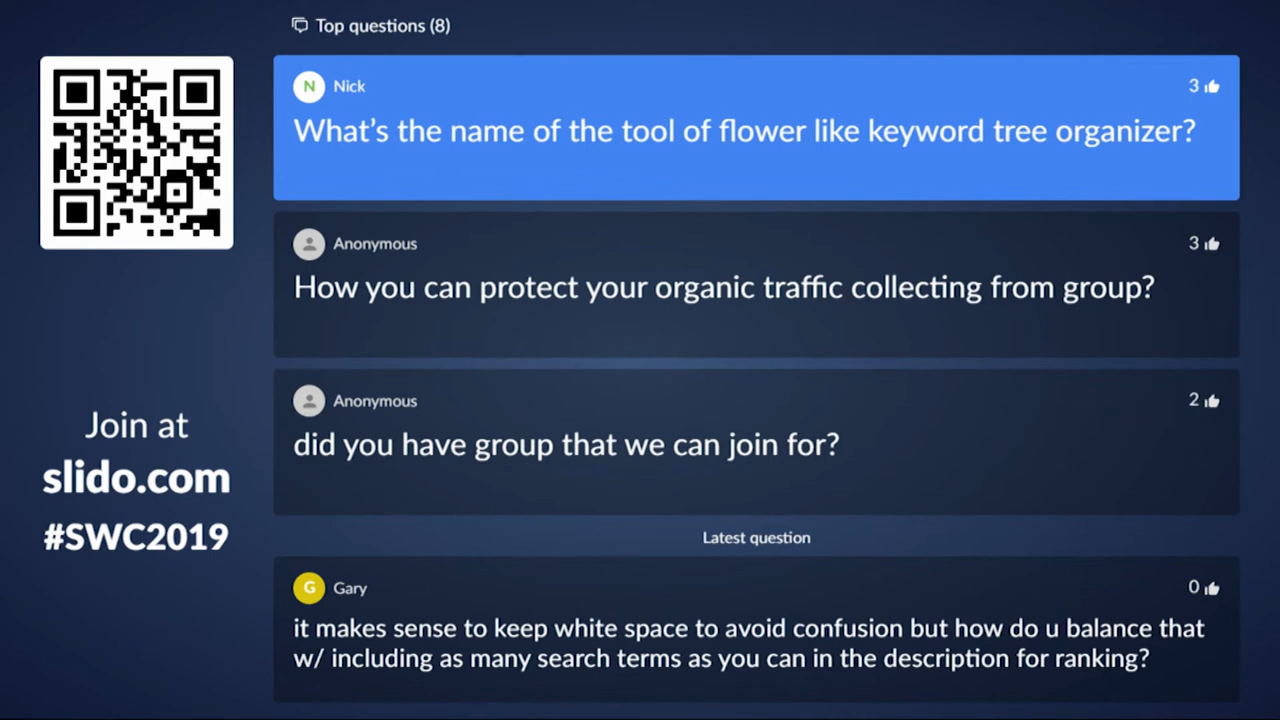 Top questions (8)
N Nick 3
What's the name of the tool of flower like keyword tree organizer?
Anonymous 3
How you can protect your organic traffic collecting from group?
Anonymous 2
did you have group that we can join for?
Latest question
G Gary 0
it makes sense to keep white space to avoid confusion but how do u balance that
w/ including as many search terms as you can in the description for ranking?
Join at
slido.com
#SWC2019